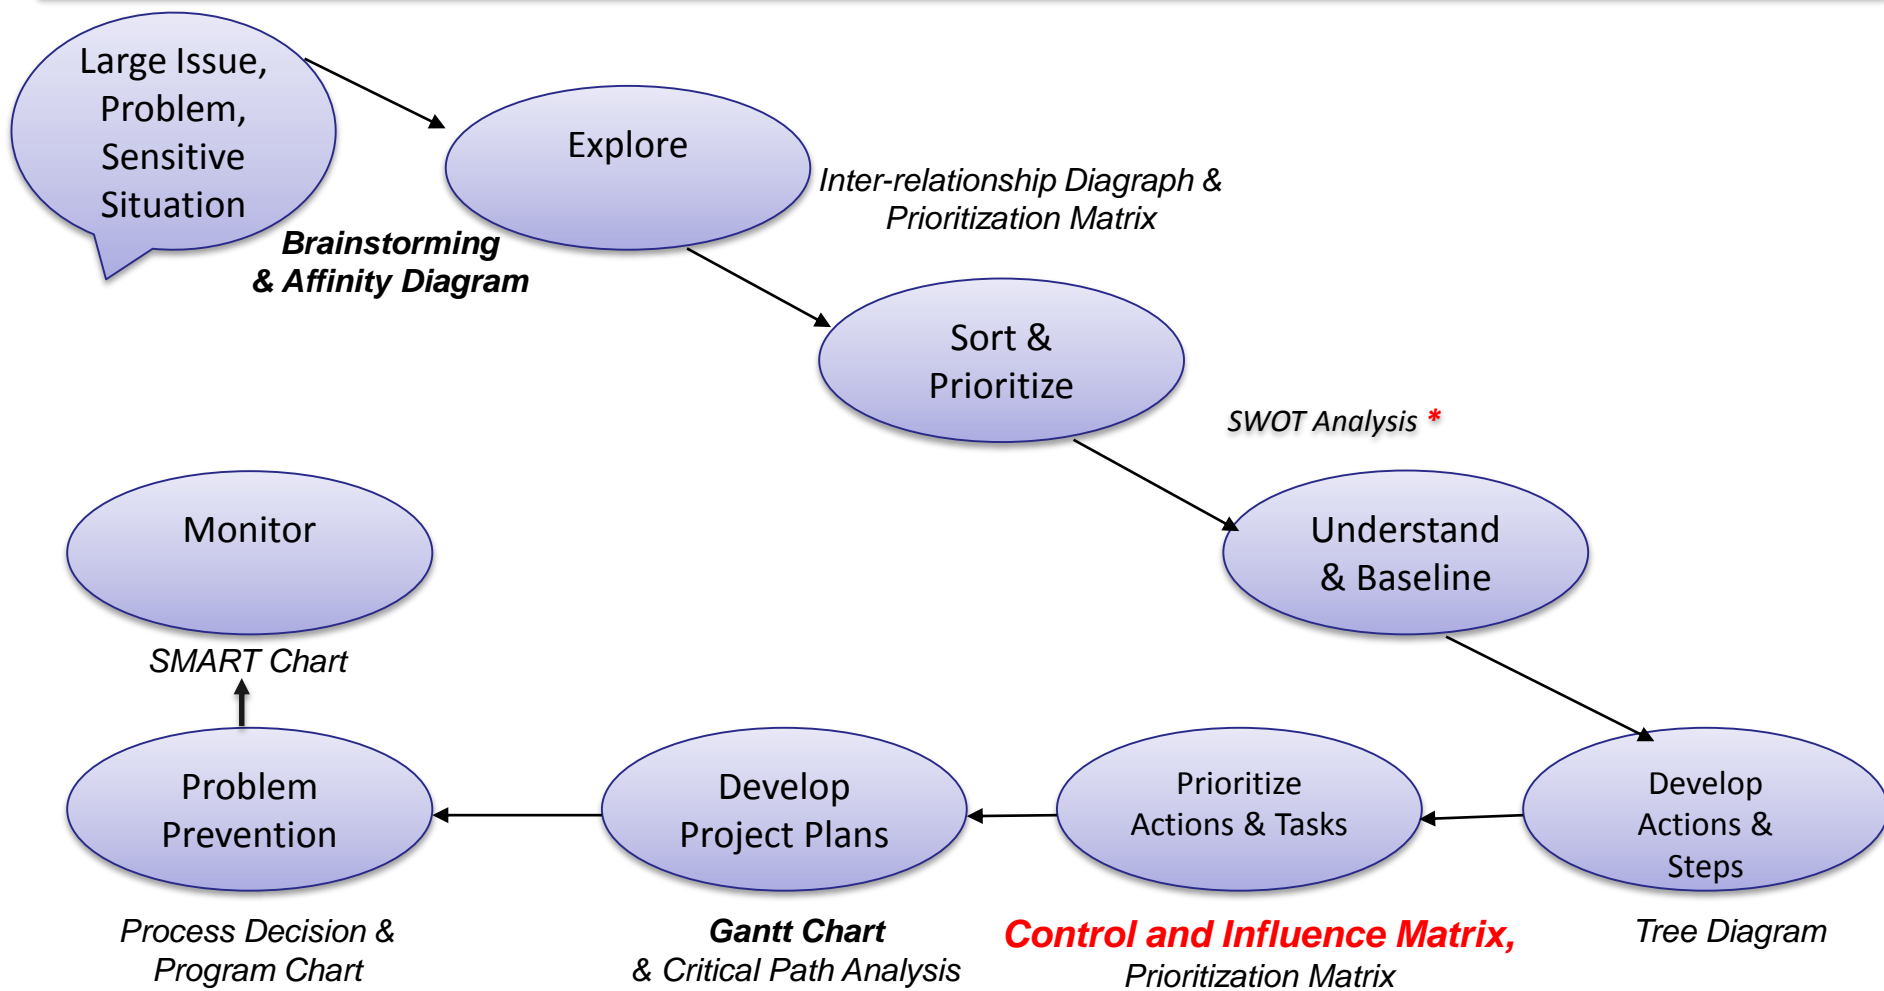 Large Issue,
Problem,
Sensitive
Situation
Brainstorming
& Affinity Diagram
Explore
Inter-relationship Diagraph &
Prioritization Matrix
Sort &
Prioritize
SWOT Analysis *
Understand
& Baseline
Develop
Actions &
Steps
Tree Diagram
Prioritize
Actions & Tasks
Control and Influence Matrix,
Prioritization Matrix
Develop
Project Plans
Gantt Chart
& Critical Path Analysis
Problem
Prevention
Process Decision &
Program Chart
Monitor
SMART Chart